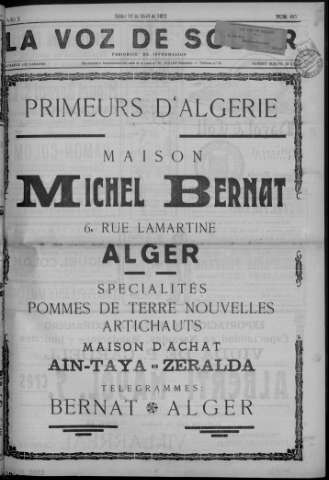 LA VOZ DE SOLLER
PRIMEURS D'ALGERIE
MAISON
MICHEL BERNAT
6, RUE LAMARTINE
ALGER
SPECIALITÉS
POMMES DE TERRE NOUVELLES
ARTICHAUTS
MAISON D'ACHAT
AIN-TAYA - ZERALDA
TELEGRAMMES:
BERNAT * ALGER